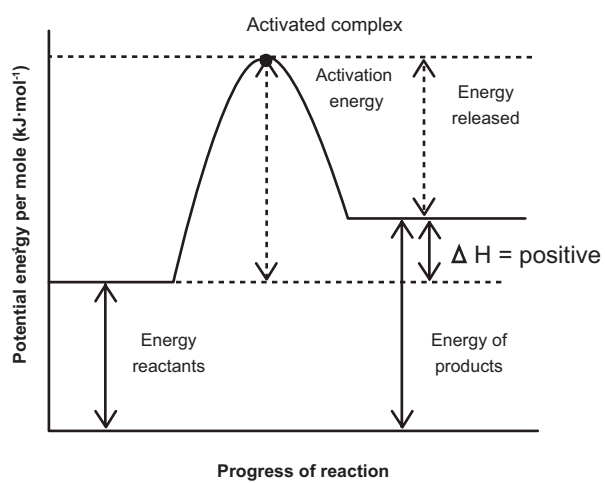 Activated complex
Activation
energy
Energy
released
Δ H = positive
Energy
reactants
Energy of
products
Potential energy per mole (kJ·mol⁻¹)
Progress of reaction